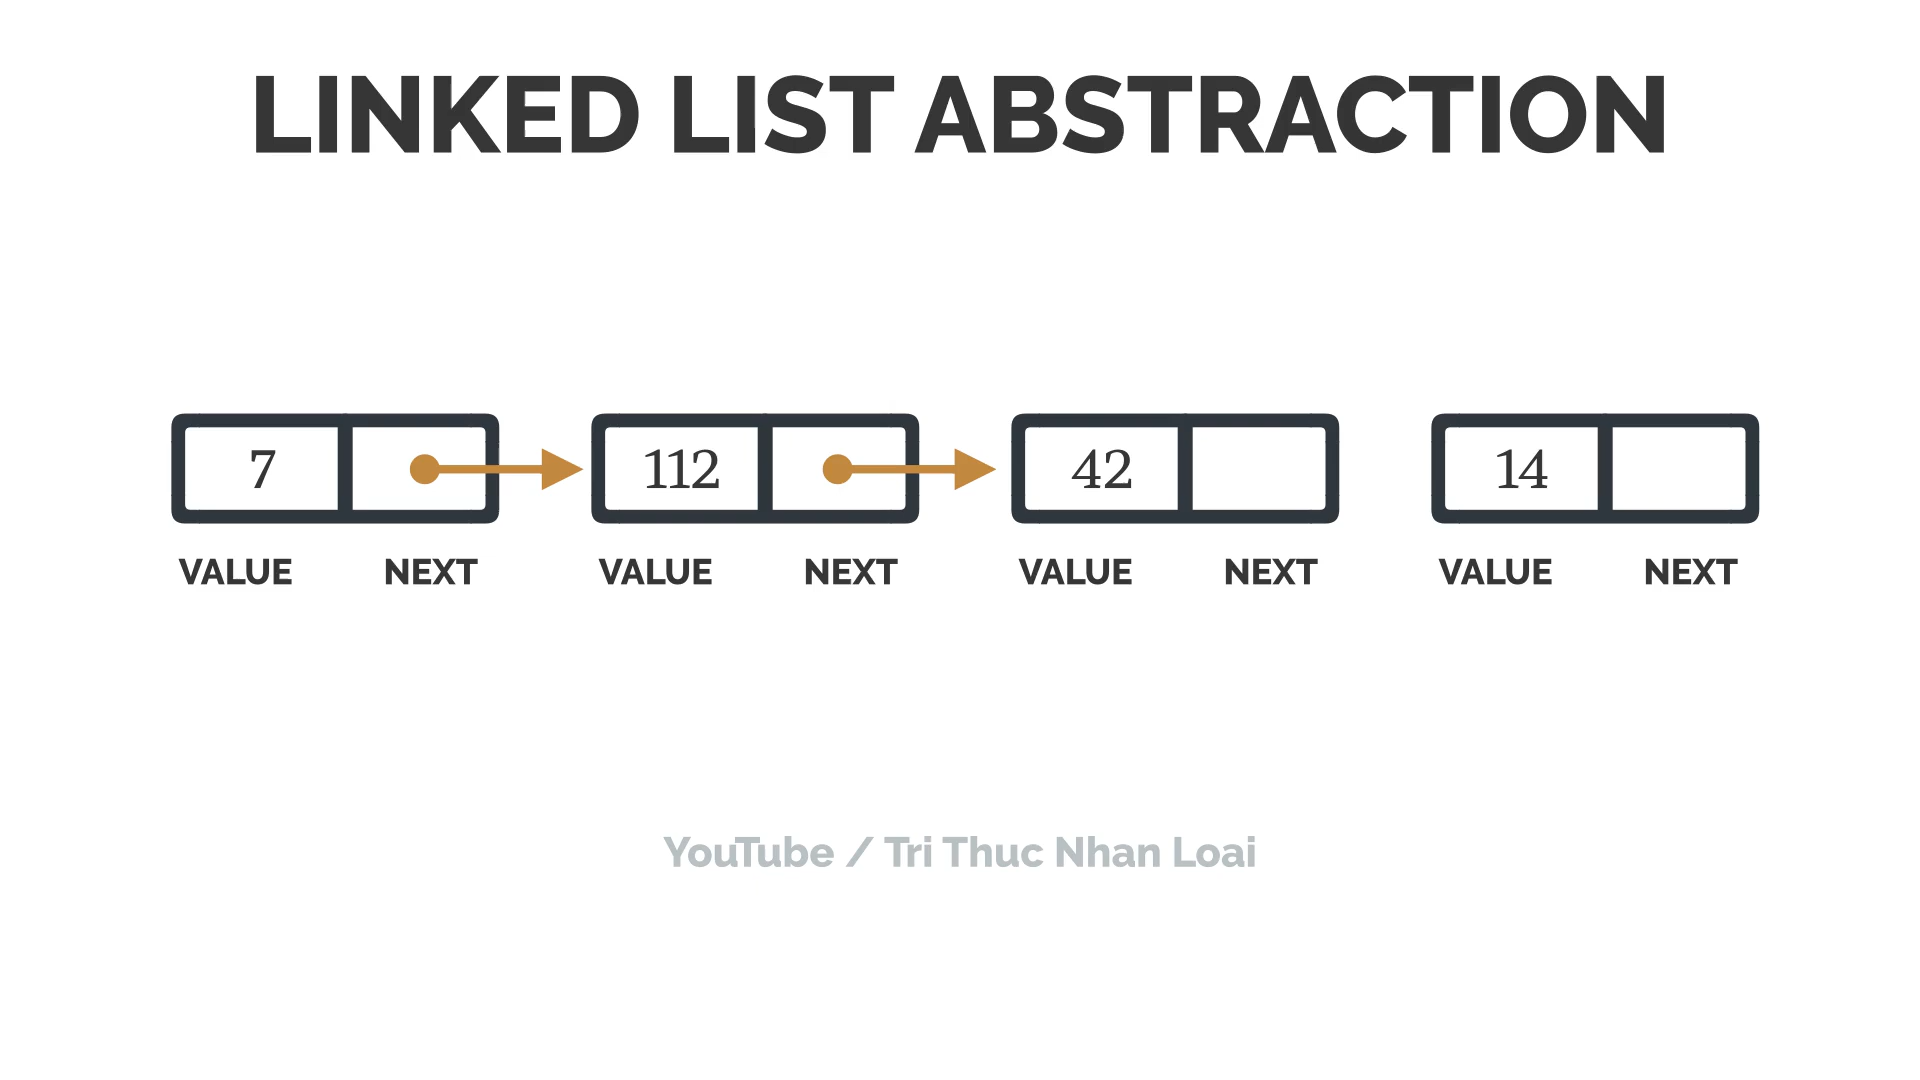 LINKED LIST ABSTRACTION
7 112 42 14
VALUE NEXT VALUE NEXT VALUE NEXT VALUE NEXT
YouTube / Tri Thuc Nhan Loai